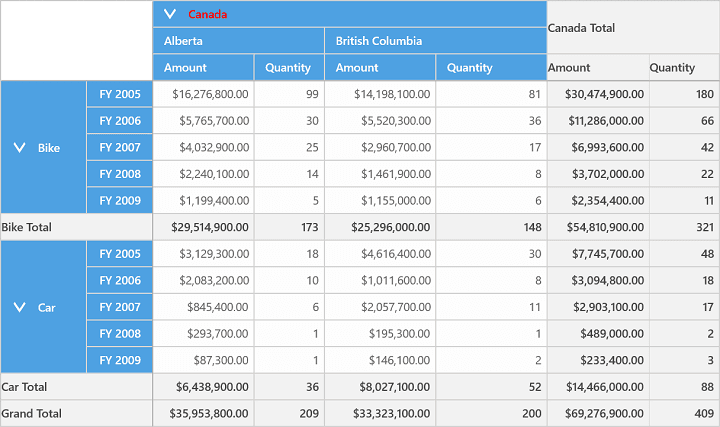 Canada
Canada Total
Alberta British Columbia
Amount Quantity Amount Quantity Amount Quantity
FY 2005 $16,276,800.00 99 $14,198,100.00 81 $30,474,900.00 180
FY 2006 $5,765,700.00 30 $5,520,300.00 36 $11,286,000.00 66
Bike FY 2007 $4,032,900.00 25 $2,960,700.00 17 $6,993,600.00 42
FY 2008 $2,240,100.00 14 $1,461,900.00 8 $3,702,000.00 22
FY 2009 $1,199,400.00 5 $1,155,000.00 6 $2,354,400.00 11
Bike Total $29,514,900.00 173 $25,296,000.00 148 $54,810,900.00 321
FY 2005 $3,129,300.00 18 $4,616,400.00 30 $7,745,700.00 48
FY 2006 $2,083,200.00 10 $1,011,600.00 8 $3,094,800.00 18
Car FY 2007 $845,400.00 6 $2,057,700.00 11 $2,903,100.00 17
FY 2008 $293,700.00 1 $195,300.00 1 $489,000.00 2
FY 2009 $87,300.00 1 $146,100.00 2 $233,400.00 3
Car Total $6,438,900.00 36 $8,027,100.00 52 $14,466,000.00 88
Grand Total $35,953,800.00 209 $33,323,100.00 200 $69,276,900.00 409